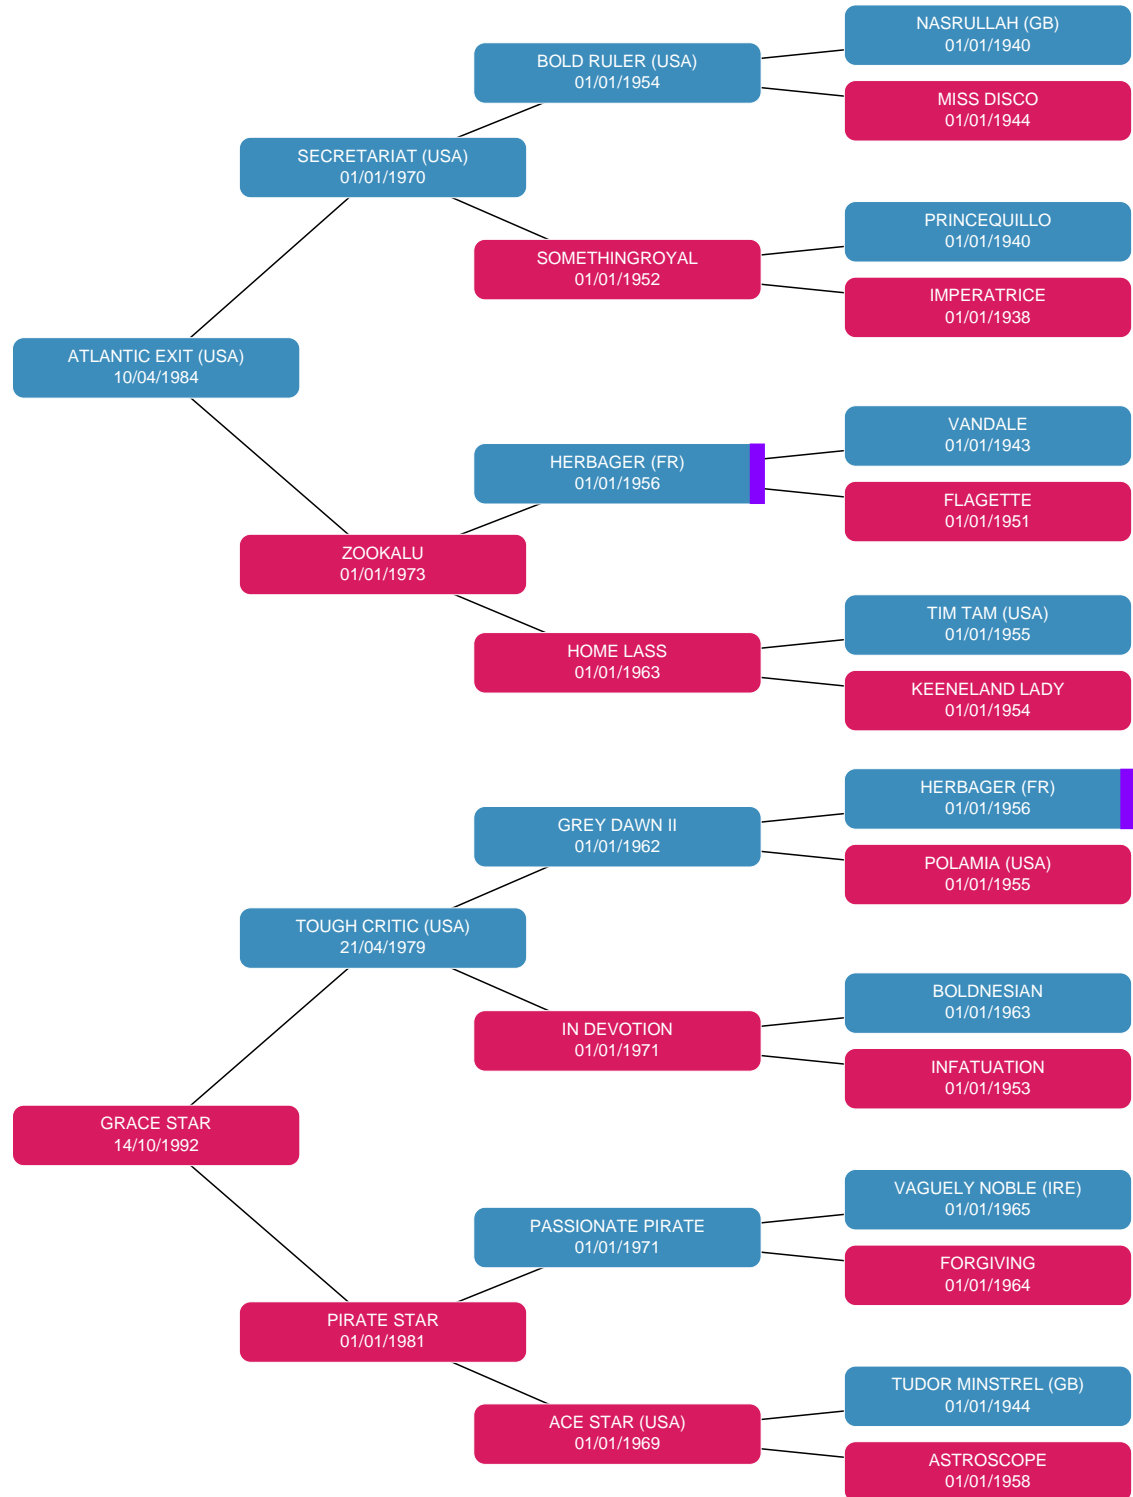 NASRULLAH (GB)
01/01/1940
BOLD RULER (USA)
01/01/1954
MISS DISCO
01/01/1944
SECRETARIAT (USA)
01/01/1970
PRINCEQUILLO
01/01/1940
SOMETHINGROYAL
01/01/1952
IMPERATRICE
01/01/1938
ATLANTIC EXIT (USA)
10/04/1984
VANDALE
01/01/1943
HERBAGER (FR)
01/01/1956
FLAGETTE
01/01/1951
ZOOKALU
01/01/1973
TIM TAM (USA)
01/01/1955
HOME LASS
01/01/1963
KEENELAND LADY
01/01/1954
HERBAGER (FR)
01/01/1956
GREY DAWN II
01/01/1962
POLAMIA (USA)
01/01/1955
TOUGH CRITIC (USA)
21/04/1979
BOLDNESIAN
01/01/1963
IN DEVOTION
01/01/1971
INFATUATION
01/01/1953
GRACE STAR
14/10/1992
VAGUELY NOBLE (IRE)
01/01/1965
PASSIONATE PIRATE
01/01/1971
FORGIVING
01/01/1964
PIRATE STAR
01/01/1981
TUDOR MINSTREL (GB)
01/01/1944
ACE STAR (USA)
01/01/1969
ASTROSCOPE
01/01/1958